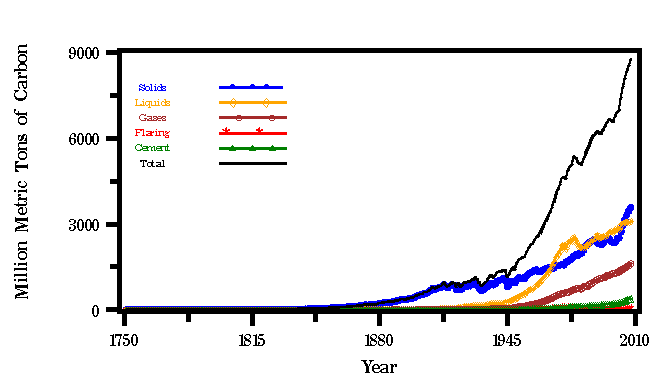 Million Metric Tons of Carbon
9000
6000
3000
0
Solids
Liquids
Gases
Flaring
Cement
Total
1750 1815 1880 1945 2010
Year